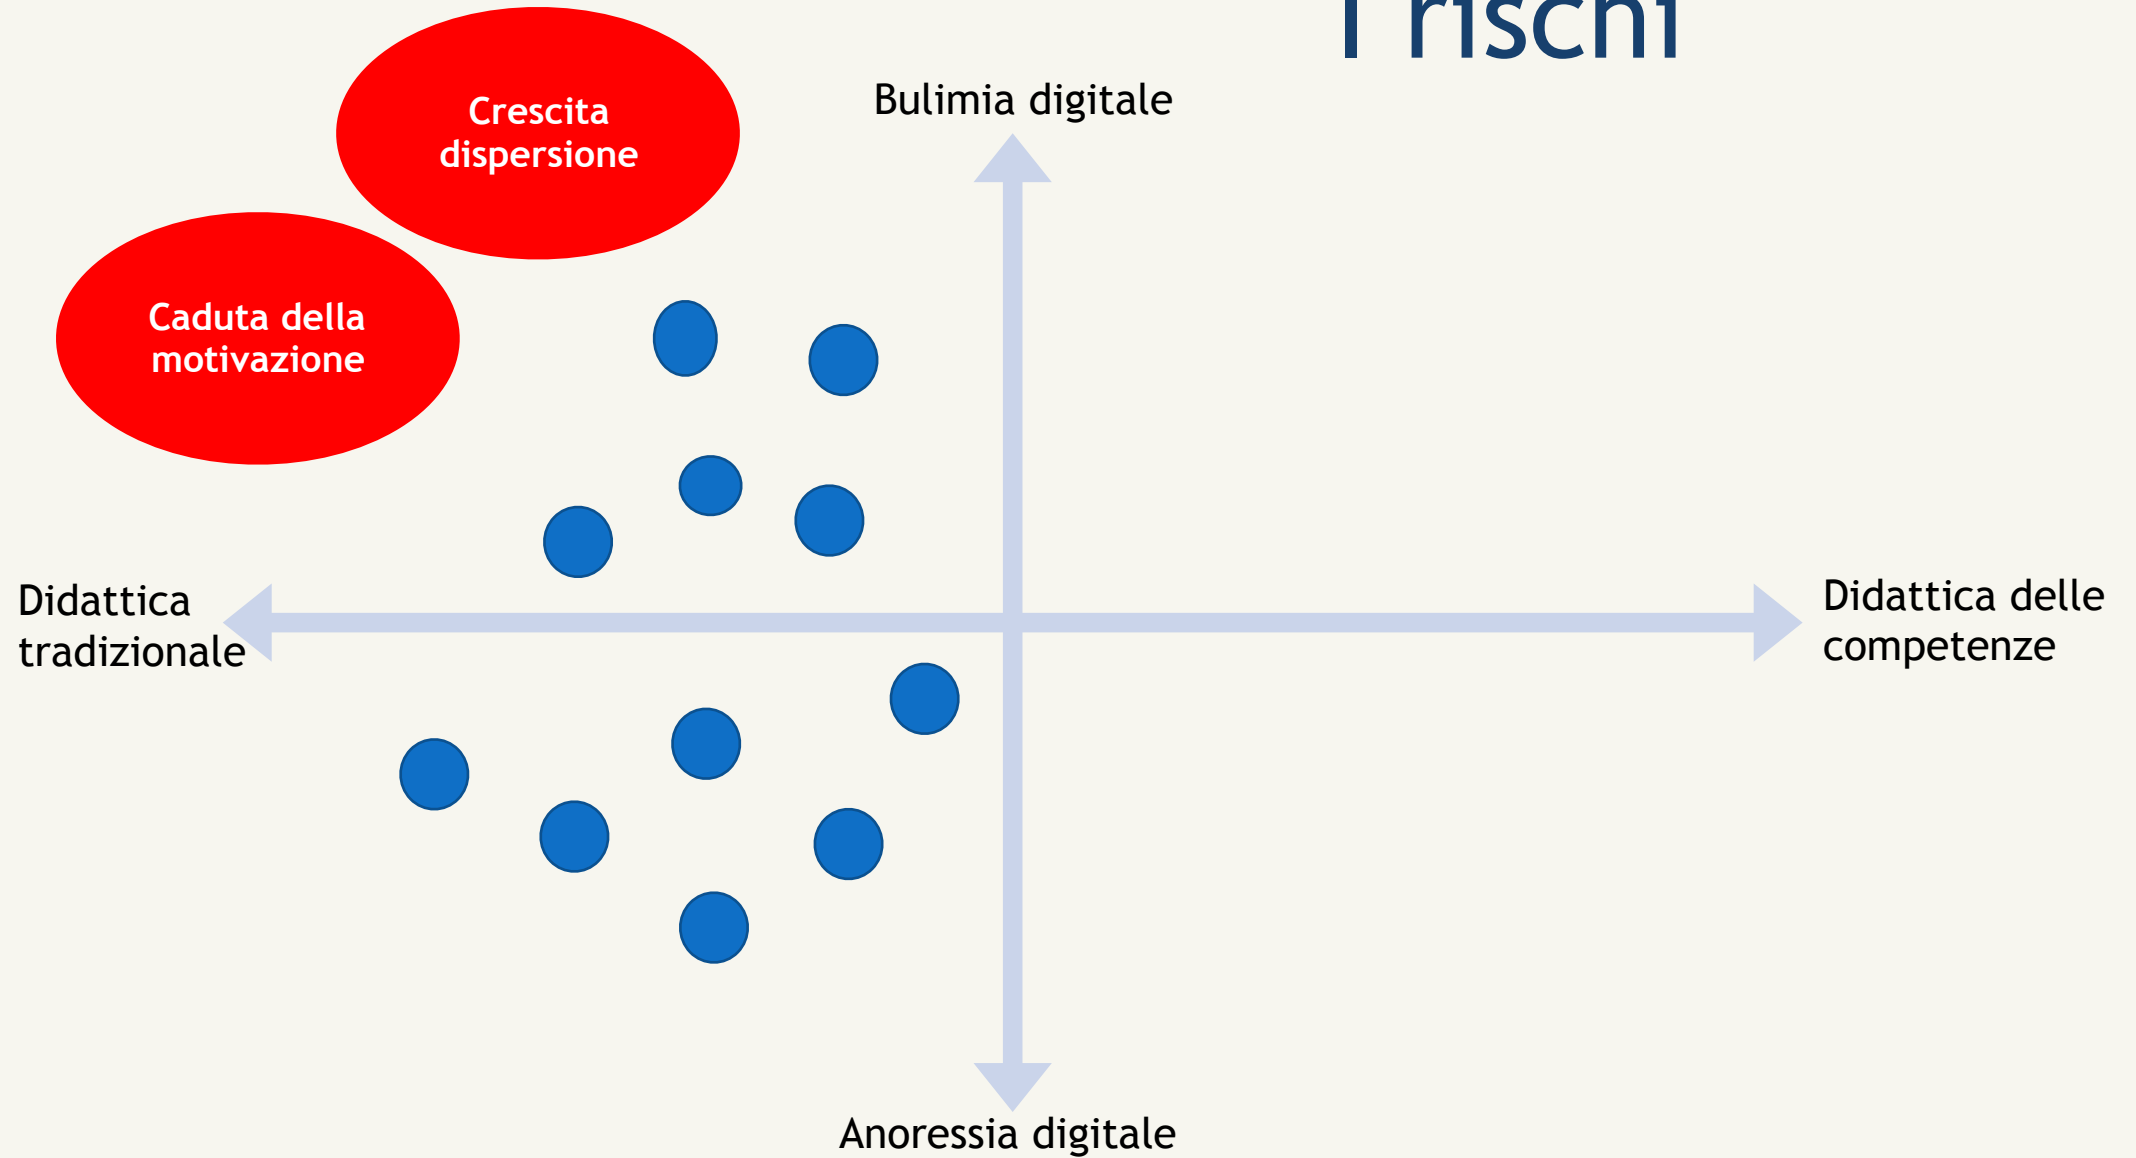 I rischi
Bulimia digitale
Crescita
dispersione
Caduta della
motivazione
Didattica
tradizionale
Didattica delle
competenze
Anoressia digitale